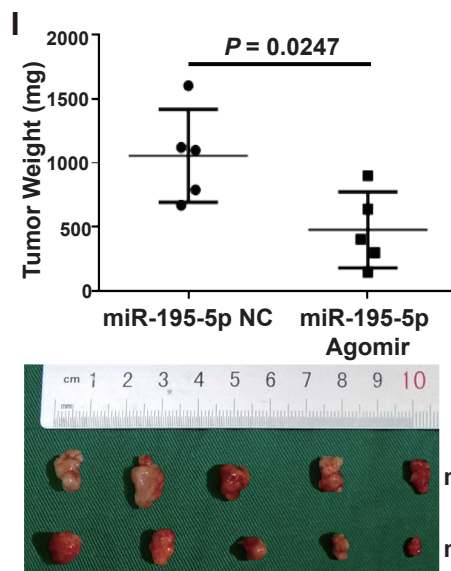 I
2000
1500
1000
500
0
Tumor Weight (mg)
P = 0.0247
miR-195-5p NC
miR-195-5p
Agomir
cm 1 2 3 4 5 6 7 8 9 10
mm